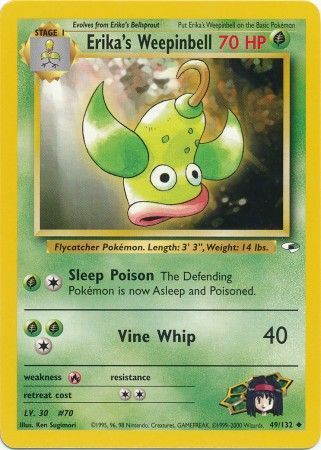 STAGE 1
Evolves from Erika's Bellsprout
Put Erika's Weepinbell on the Basic Pokémon
Erika's Weepinbell 70 HP
Flycatcher Pokémon. Length: 3' 3", Weight: 14 lbs.
Sleep Poison The Defending
Pokémon is now Asleep and Poisoned.
Vine Whip 40
weakness resistance
retreat cost
LV. 30 #70
Illus. Ken Sugimori
©1995, 96, 98 Nintendo, Creatures, GAMEFREAK. ©1999-2000 Wizards.
49/132